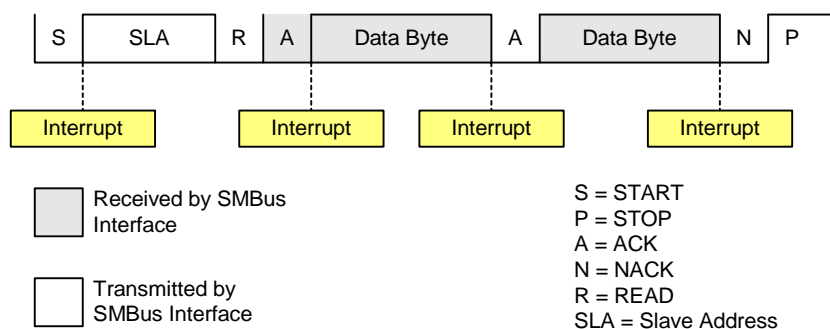 S SLA R A Data Byte A Data Byte N P
Interrupt Interrupt Interrupt Interrupt
Received by SMBus
Interface
Transmitted by
SMBus Interface
S = START
P = STOP
A = ACK
N = NACK
R = READ
SLA = Slave Address